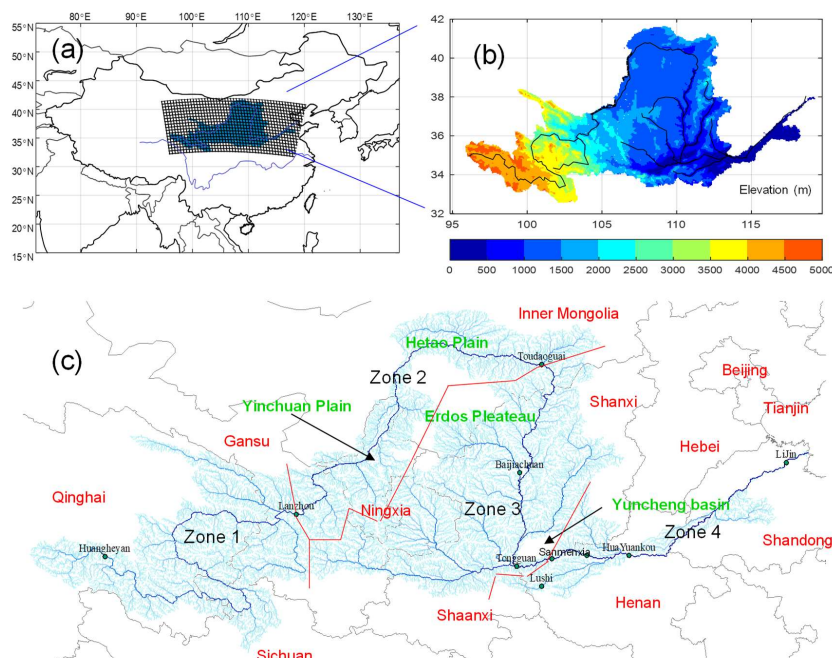 80°E 90°E 100°E 110°E 120°E 130°E
55°N
50°N
45°N
40°N
35°N
30°N
25°N
20°N
15°N
(a)
42
40
38
36
34
32
(b)
Elevation (m)
95 100 105 110 115
0 500 1000 1500 2000 2500 3000 3500 4000 4500 5000
(c)
Inner Mongolia
Hetao Plain
Toudaoguai
Zone 2
Beijing
Yinchuan Plain
Erdos Pleateau
Shanxi
Tianjin
Gansu
Hebei
Baijiachuan
LiJin
Qinghai
Lanzhou
Ningxia
Zone 3
Yuncheng basin
Zone 1
Zone 4
Huangheyan
Sanmenxia
HuaYuankou
Shandong
Tongguan
Lushi
Shaanxi
Henan
Sichuan